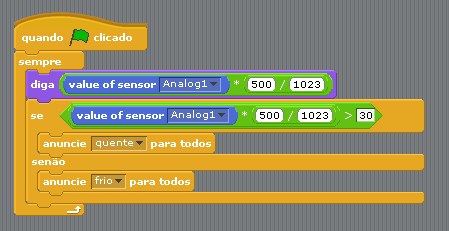 quando clicado
sempre
diga value of sensor Analog1 * 500 / 1023
se value of sensor Analog1 * 500 / 1023 > 30
anuncie quente para todos
senão
anuncie frio para todos